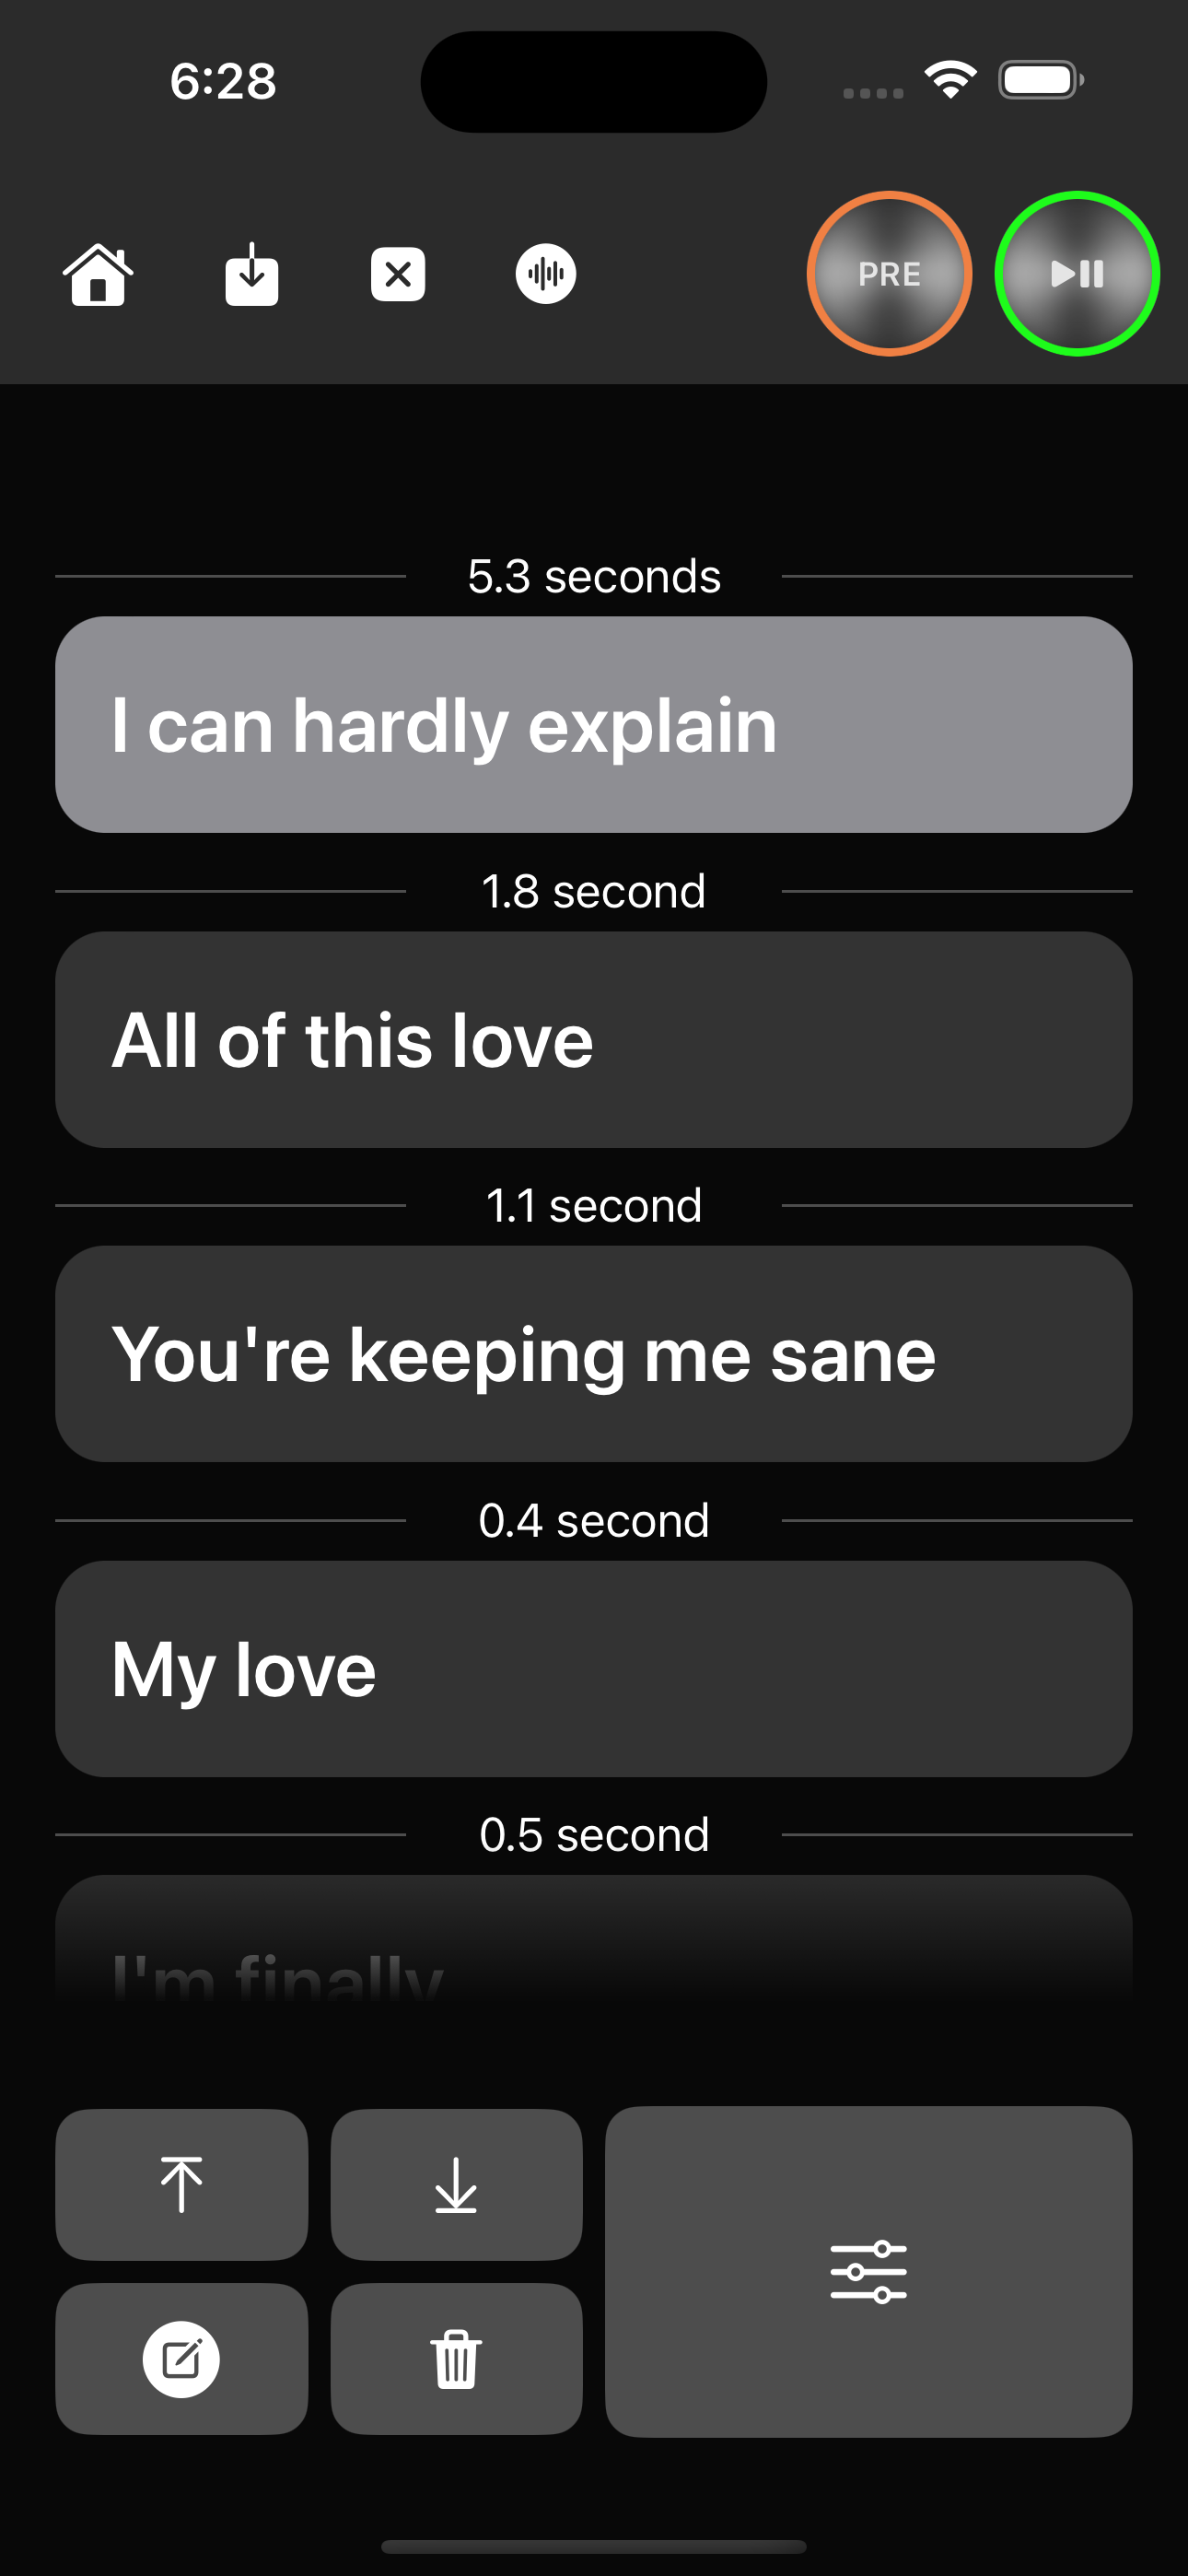 6:28
PRE
5.3 seconds
I can hardly explain
1.8 second
All of this love
1.1 second
You're keeping me sane
0.4 second
My love
0.5 second
I'm finally